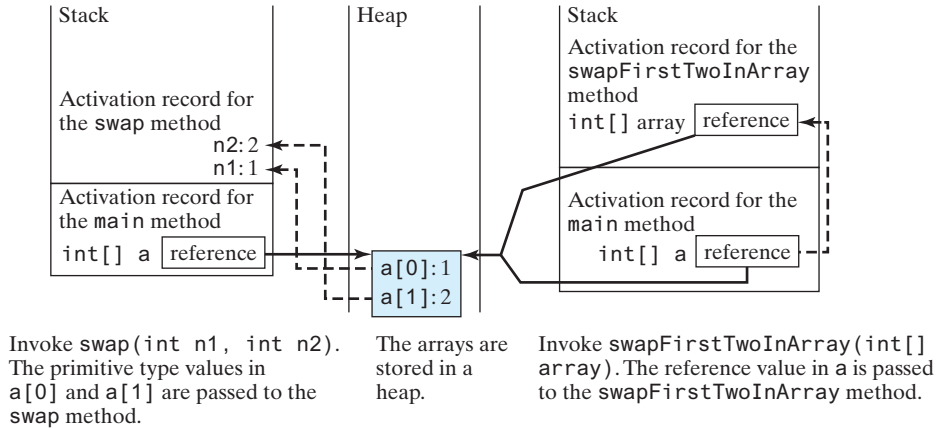 Stack
Activation record for
the swap method
n2: 2
n1: 1
Activation record for
the main method
int[] a reference
Heap
a[0]: 1
a[1]: 2
Stack
Activation record for the
swapFirstTwoInArray
method
int[] array reference
Activation record for the
main method
int[] a reference
Invoke swap(int n1, int n2).
The primitive type values in
a[0] and a[1] are passed to the
swap method.
The arrays are
stored in a
heap.
Invoke swapFirstTwoInArray(int[]
array). The reference value in a is passed
to the swapFirstTwoInArray method.